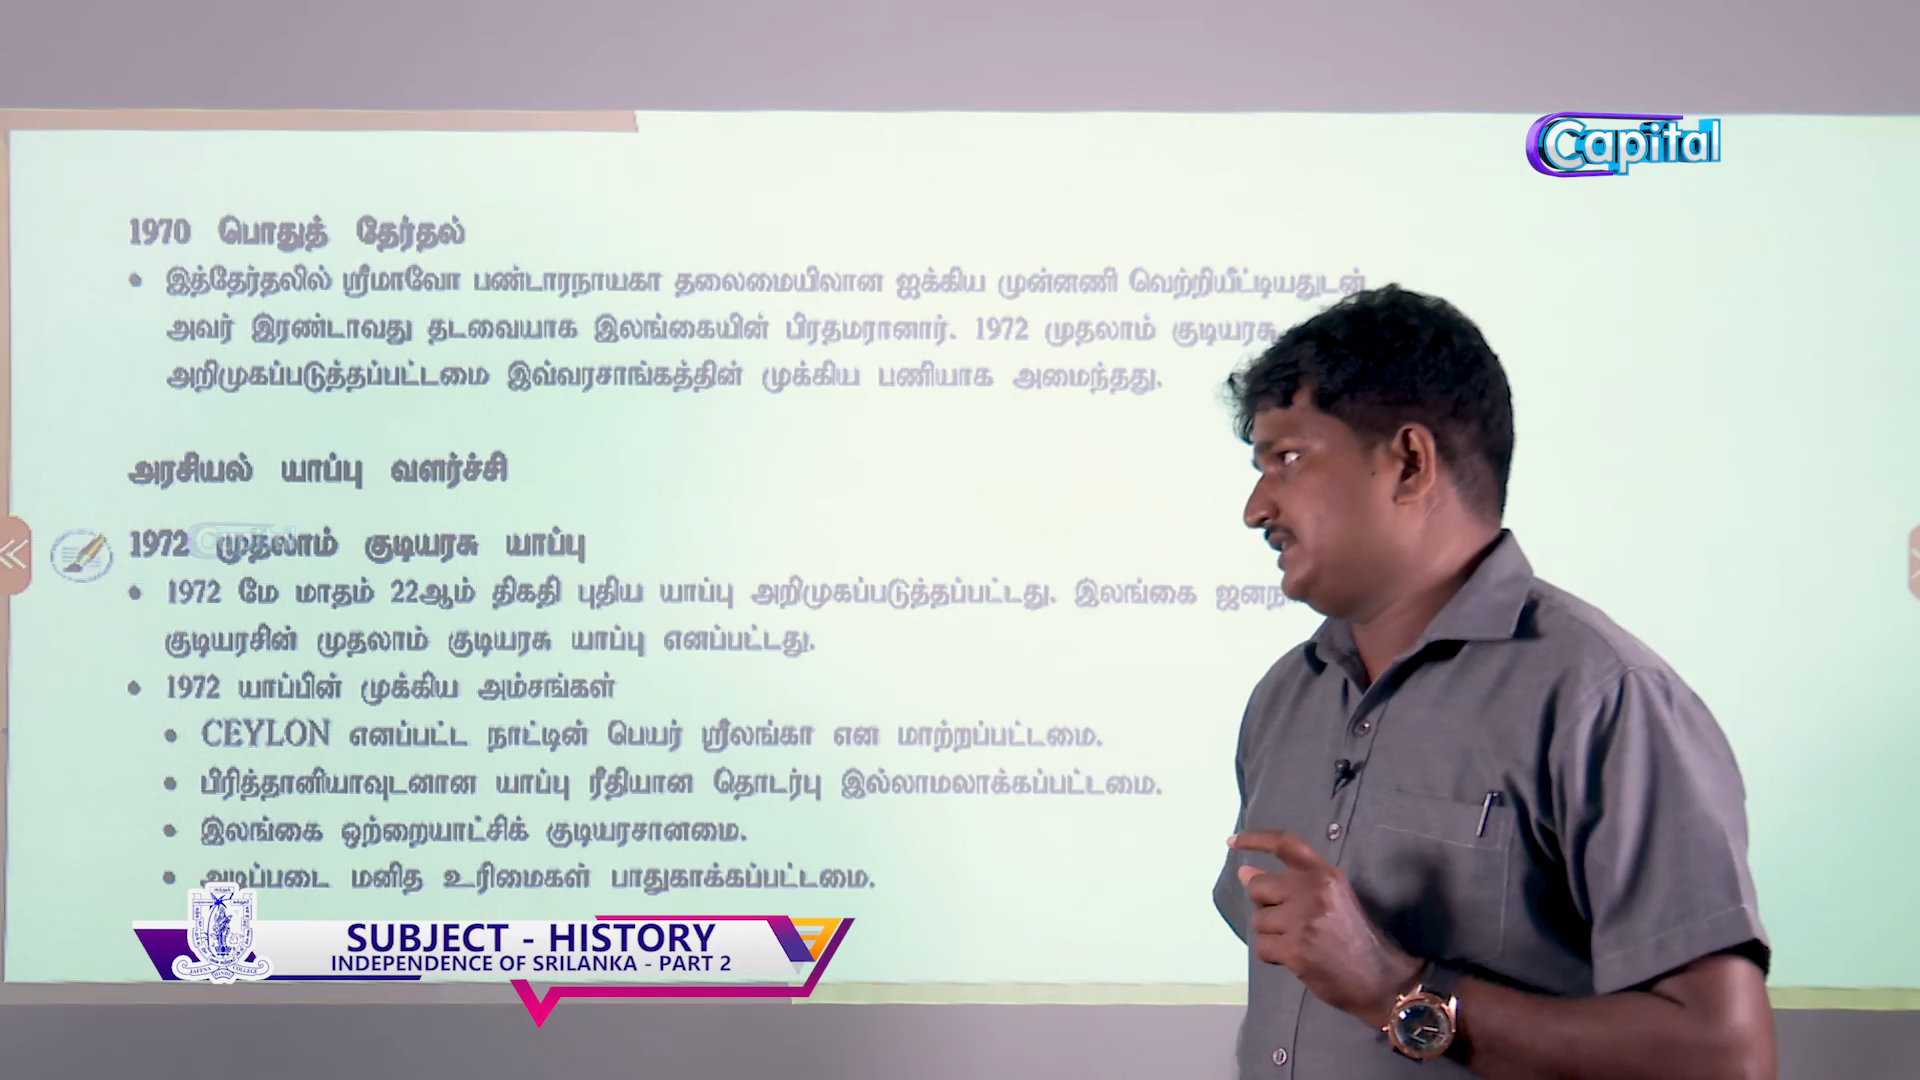 Capital
1970 பொதுத் தேர்தல்
• இத்தேர்தலில் ஸ்ரீமாவோ பண்டாரநாயகா தலைமையிலான ஐக்கிய முன்னணி வெற்றியீட்டியதுடன்
அவர் இரண்டாவது தடவையாக இலங்கையின் பிரதமரானார். 1972 முதலாம் குடியரசு
அறிமுகப்படுத்தப்பட்டமை இவ்வரசாங்கத்தின் முக்கிய பணியாக அமைந்தது.
அரசியல் யாப்பு வளர்ச்சி
1972 முதலாம் குடியரசு யாப்பு
• 1972 மே மாதம் 22ஆம் திகதி புதிய யாப்பு அறிமுகப்படுத்தப்பட்டது. இலங்கை
குடியரசின் முதலாம் குடியரசு யாப்பு எனப்பட்டது.
• 1972 யாப்பின் முக்கிய அம்சங்கள்
• CEYLON எனப்பட்ட நாட்டின் பெயர் ஸ்ரீலங்கா என மாற்றப்பட்டமை.
• பிரித்தானியாவுடனான யாப்பு ரீதியான தொடர்பு இல்லாமலாக்கப்பட்டமை.
• இலங்கை ஒற்றையாட்சிக் குடியரசானமை.
• அடிப்படை மனித உரிமைகள் பாதுகாக்கப்பட்டமை.
SUBJECT - HISTORY
INDEPENDENCE OF SRILANKA - PART 2
JAFFNA HINDU COLLEGE